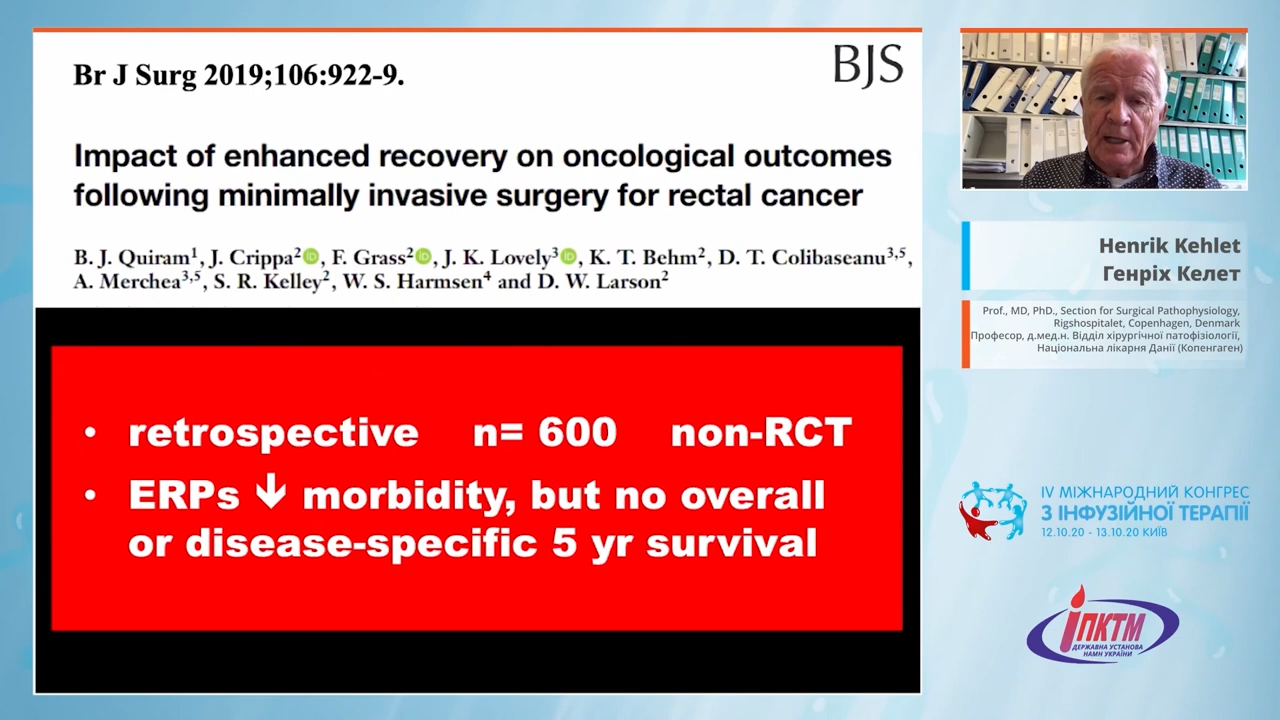 Br J Surg 2019;106:922-9.
BJS
Impact of enhanced recovery on oncological outcomes
following minimally invasive surgery for rectal cancer
B. J. Quiram1, J. Crippa2 iD, F. Grass2 iD, J. K. Lovely3 iD, K. T. Behm2, D. T. Colibaseanu3,5,
A. Merchea3,5, S. R. Kelley2, W. S. Harmsen4 and D. W. Larson2
• retrospective n= 600 non-RCT
• ERPs ↓ morbidity, but no overall
or disease-specific 5 yr survival
Henrik Kehlet
Генріх Келет
Prof., MD, PhD., Section for Surgical Pathophysiology,
Rigshospitalet, Copenhagen, Denmark
Професор, д.мед.н. Відділ хірургічної патофізіології,
Національна лікарня Данії (Копенгаген)
IV МІЖНАРОДНИЙ КОНГРЕС
З ІНФУЗІЙНОЇ ТЕРАПІЇ
12.10.20 - 13.10.20 КИЇВ
ІПКТМ
ДЕРЖАВНА УСТАНОВА
НАМН УКРАЇНИ